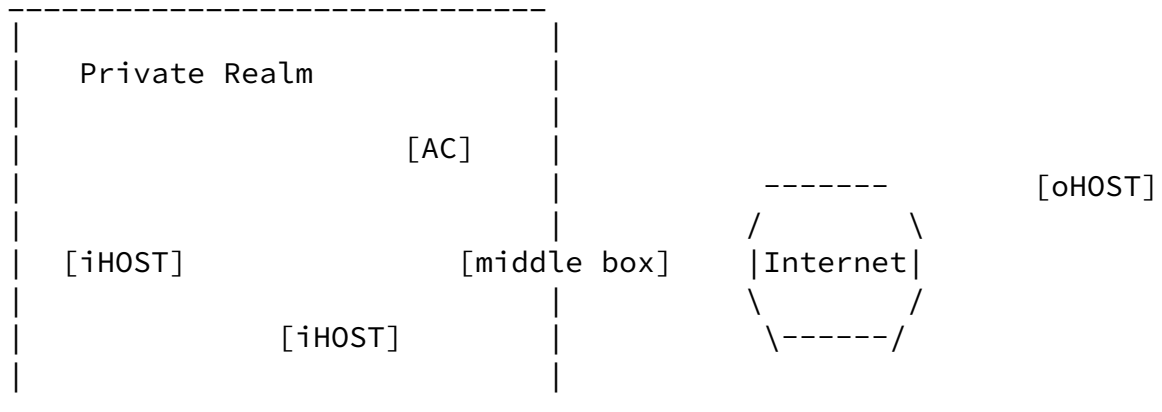 Private Realm
[AC]
[oHOST]
[iHOST] [middle box] |Internet|
[iHOST]